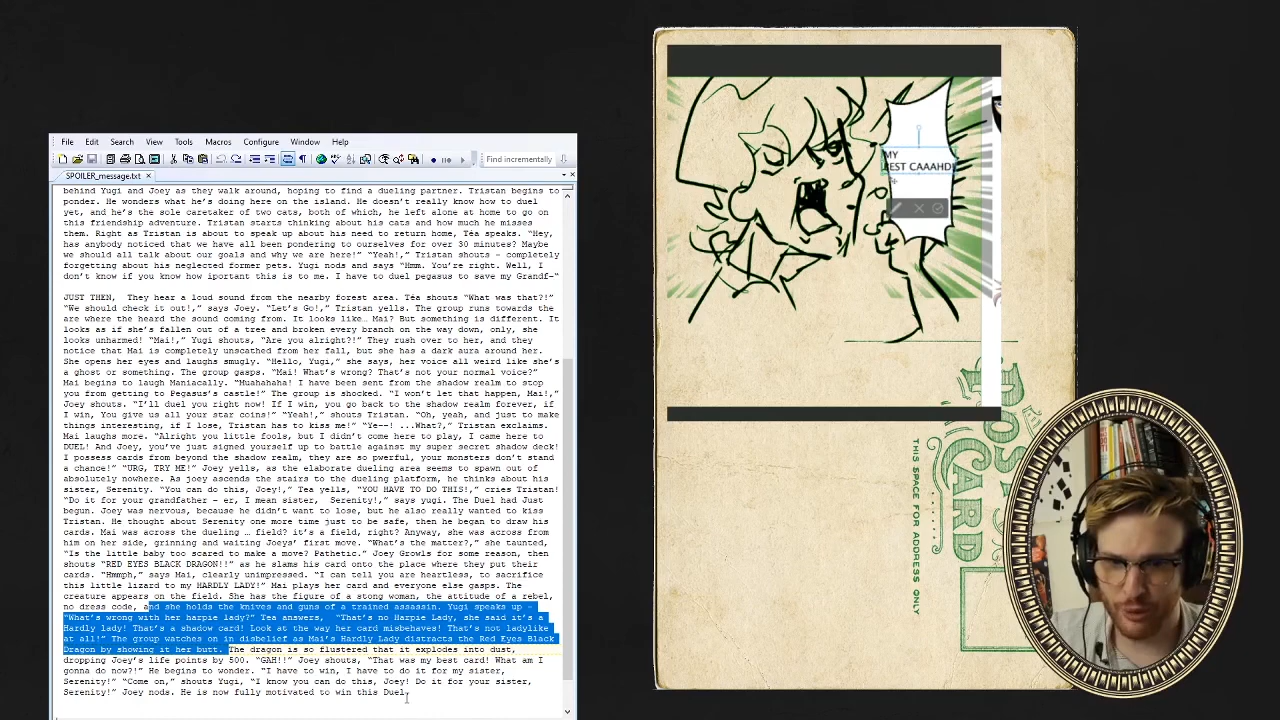 File Edit Search View Tools Macros Configure Window Help
Find incrementally
SPOILER_message.txt
behind Yugi and Joey as they walk around, hoping to find a dueling partner. Tristan begins to
ponder. He wonders what he's doing here on the island. He doesn't really know how to duel
yet, and he's the sole caretaker of two cats, both of which, he left alone at home to go on
this friendship adventure. Tristan starts thinking about his cats and how much he misses
them. Right as Tristan is about to speak up about his need to return home, Téa speaks. "Hey,
has anybody noticed that we have all been pondering to ourselves for over 30 minutes? Maybe
we should all talk about our goals and why we are here!" "Yeah!," Tristan shouts – completely
forgetting about his neglected former pets. Yugi nods and says "Hmm. You're right. Well, I
don't know if you know how iportant this is to me. I have to duel pegasus to save my Grandf-"
JUST THEN, They hear a loud sound from the nearby forest area. Téa shouts "What was that?!"
"We should check it out!," says Joey. "Let's Go!," Tristan yells. The group runs towards the
are where the heard the sound coming from. It looks like… Mai? But something is different. It
looks as if she's fallen out of a tree and broken every branch on the way down, only, she
looks unharmed! "Mai!," Yugi shouts, "Are you alright?!" They rush over to her, and they
notice that Mai is completely unscathed from her fall, but she has a dark aura around her.
She opens her eyes and laughs smugly. "Hello, Yugi," she says, her voice all weird like she's
a ghost or something. The group gasps. "Mai! What's wrong? That's not your normal voice?"
Mai begins to laugh Maniacally. "Muahahaha! I have been sent from the shadow realm to stop
you from getting to Pegasus's castle!" The group is shocked. "I won't let that happen, Mai!,"
Joey shouts. "I'll duel you right now! If I win, you go back to the shadow realm forever, if
I win, You give us all your star coins!" "Yeah!," shouts Tristan. "Oh, yeah, and just to make
things interesting, if I lose, Tristan has to kiss me!" "Ye--! ...What?," Tristan exclaims.
Mai laughs more. "Alright you little fools, but I didn't come here to play, I came here to
DUEL! And Joey, you've just signed yourself up to battle against my super secret shadow deck!
I possess cards from beyond the shadow realm, they are so pwerful, your monsters don't stand
a chance!" "URG, TRY ME!" Joey yells, as the elaborate dueling area seems to spawn out of
absolutely nowhere. As joey ascends the stairs to the dueling platform, he thinks about his
sister, Serenity. "You can do this, Joey!," Tea yells, "YOU HAVE TO DO THIS!," cries Tristan!
"Do it for your grandfather – er, I mean sister, Serenity!," says yugi. The Duel had Just
begun. Joey was nervous, because he didn't want to lose, but he also really wanted to kiss
Tristan. He thought about Serenity one more time just to be safe, then he began to draw his
cards. Mai was across the dueling … field? it's a field, right? Anyway, she was across from
him on her side, grinning and waiting Joeys' first move. "What's the matter?," she taunted,
"Is the little baby too scared to make a move? Pathetic." Joey Growls for some reason, then
shouts "RED EYES BLACK DRAGON!!" as he clams his card onto the place where they put their
cards. "Hmmph," says Mai, clearly unimpressed. "I can tell you are heartless, to sacrifice
this little lizard to my HARDLY LADY!" Mai plays her card and everyone else gasps. The
creature appears on the field. She has the figure of a stong woman, the attitude of a rebel,
no dress code, and she holds the knives and guns of a trained assassin. Yugi speaks up –
"What's wrong with her harpie lady?" Tea answers, "That's no Harpie Lady, she said it's a
Hardly lady! That's a shadow card! Look at the way her card misbehaves! That's not ladylike
at all!" The group watches on in disbelief as Mai's Hardly Lady distracts the Red Eyes Black
Dragon by showing it her butt. The dragon is so flustered that it explodes into dust,
dropping Joey's life points by 500. "GAH!!" Joey shouts, "That was my best card! What am I
gonna do now?!" He begins to wonder. "I have to win, I have to do it for my sister,
Serenity!" "Come on," shouts Yugi, "I know you can do this, Joey! Do it for your sister,
Serenity!" Joey nods. He is now fully motivated to win this Duel.
MY
BEST CAAAHD
POST CARD
THIS SPACE FOR ADDRESS ONLY